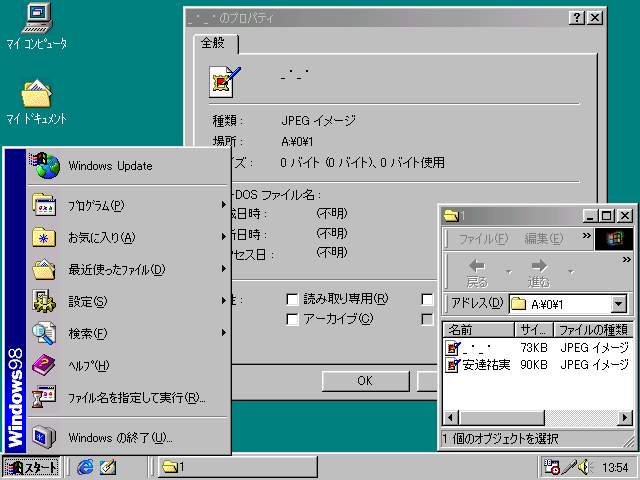 マイ コンピュータ
マイ ドキュメント
_・_・のプロパティ
全般
_・_・
種類： JPEG イメージ
場所： A:¥0¥1
イズ： 0 バイト (0 バイト)、0 バイト使用
-DOS ファイル名：
成日時： (不明)
新日時： (不明)
クセス日： (不明)
性： 読み取り専用(R)
アーカイブ(C)
OK
Windows Update
プログラム(P)
お気に入り(A)
最近使ったファイル(D)
設定(S)
検索(F)
ヘルプ(H)
ファイル名を指定して実行(R)...
Windows の終了(U)...
Windows98
1
ファイル(F) 編集(E) »
戻る 進む »
アドレス(D) A:¥0¥1
名前 サイ... ファイルの種類
_・_・ 73KB JPEG イメージ
安達祐実 90KB JPEG イメージ
1 個のオブジェクトを選択
スタート
1
13:54